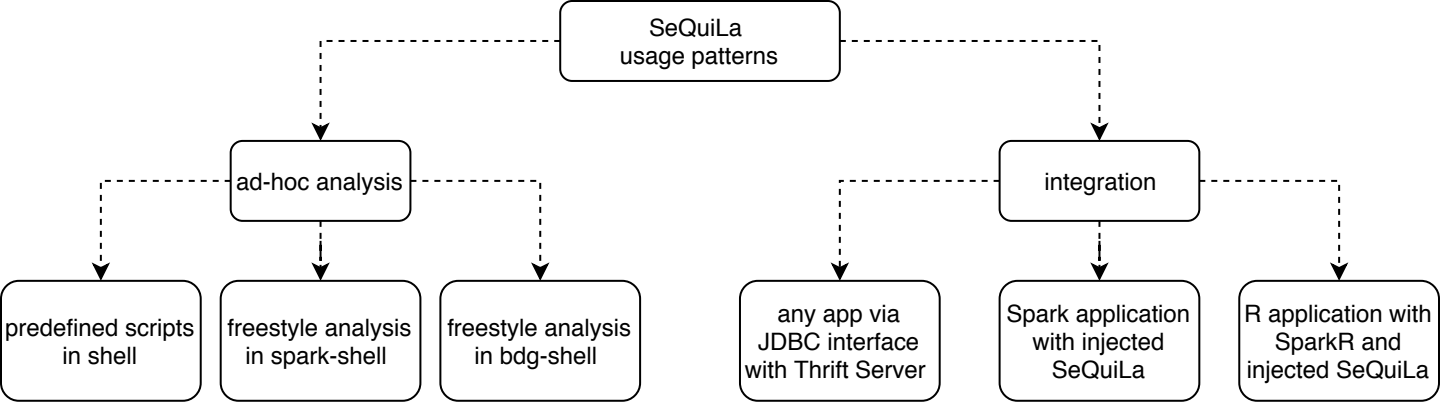 SeQuiLa
usage patterns
ad-hoc analysis
integration
predefined scripts
in shell
freestyle analysis
in spark-shell
freestyle analysis
in bdg-shell
any app via
JDBC interface
with Thrift Server
Spark application
with injected
SeQuiLa
R application with
SparkR and
injected SeQuiLa